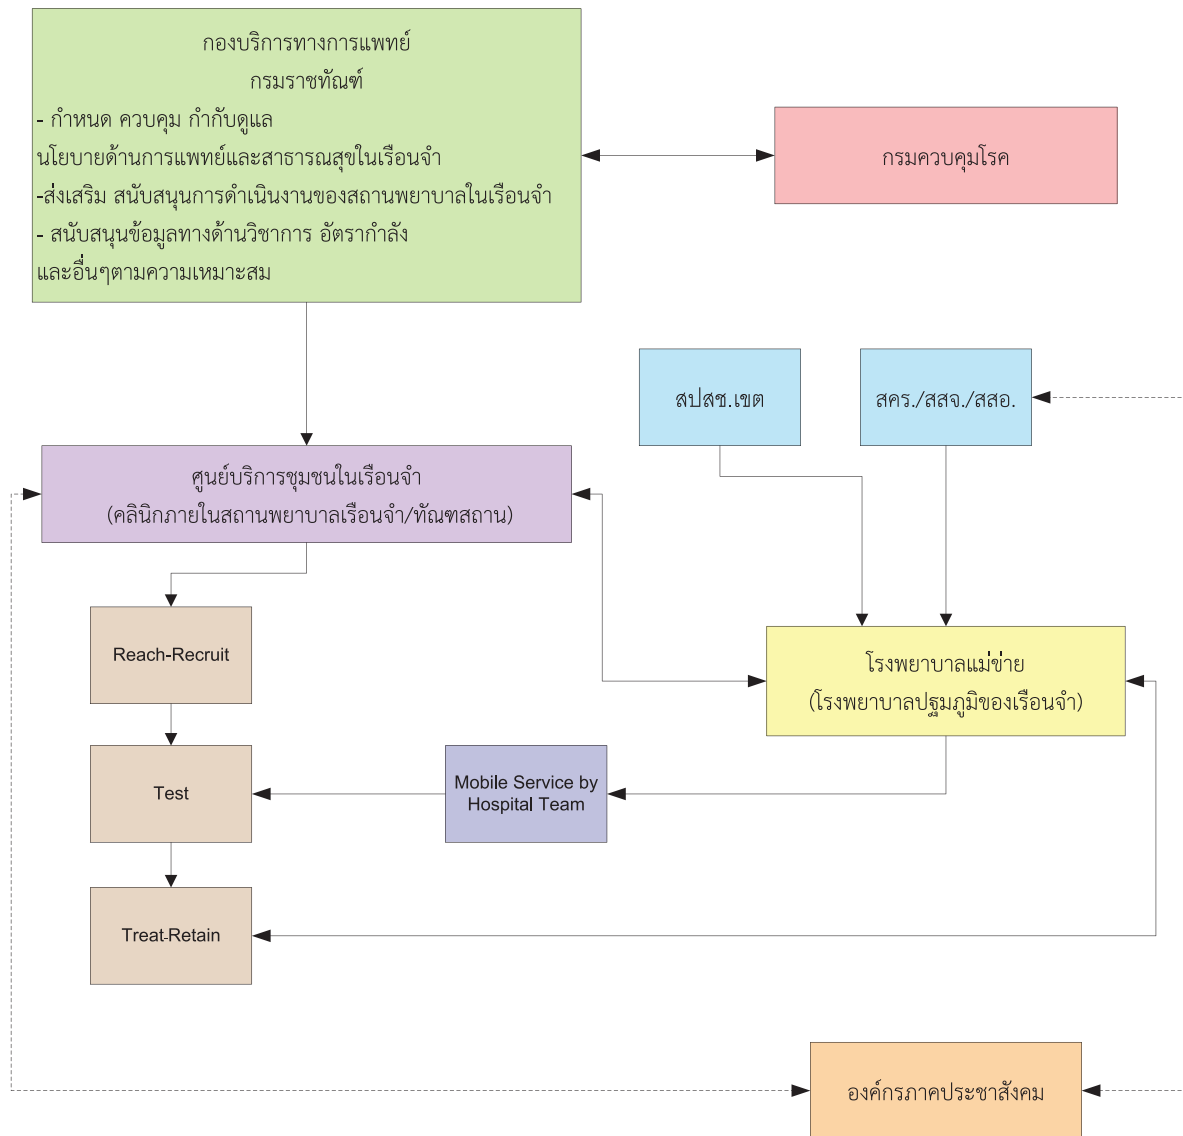 กองบริการทางการแพทย์
กรมราชทัณฑ์
- กำหนด ควบคุม กำกับดูแล
นโยบายด้านการแพทย์และสาธารณสุขในเรือนจำ
-ส่งเสริม สนับสนุนการดำเนินงานของสถานพยาบาลในเรือนจำ
- สนับสนุนข้อมูลทางด้านวิชาการ อัตรากำลัง
และอื่นๆตามความเหมาะสม
กรมควบคุมโรค
สปสช.เขต
สคร./สสจ./สสอ.
ศูนย์บริการชุมชนในเรือนจำ
(คลินิกภายในสถานพยาบาลเรือนจำ/ทัณฑสถาน)
Reach-Recruit
โรงพยาบาลแม่ข่าย
(โรงพยาบาลปฐมภูมิของเรือนจำ)
Test
Mobile Service by
Hospital Team
Treat-Retain
องค์กรภาคประชาสังคม